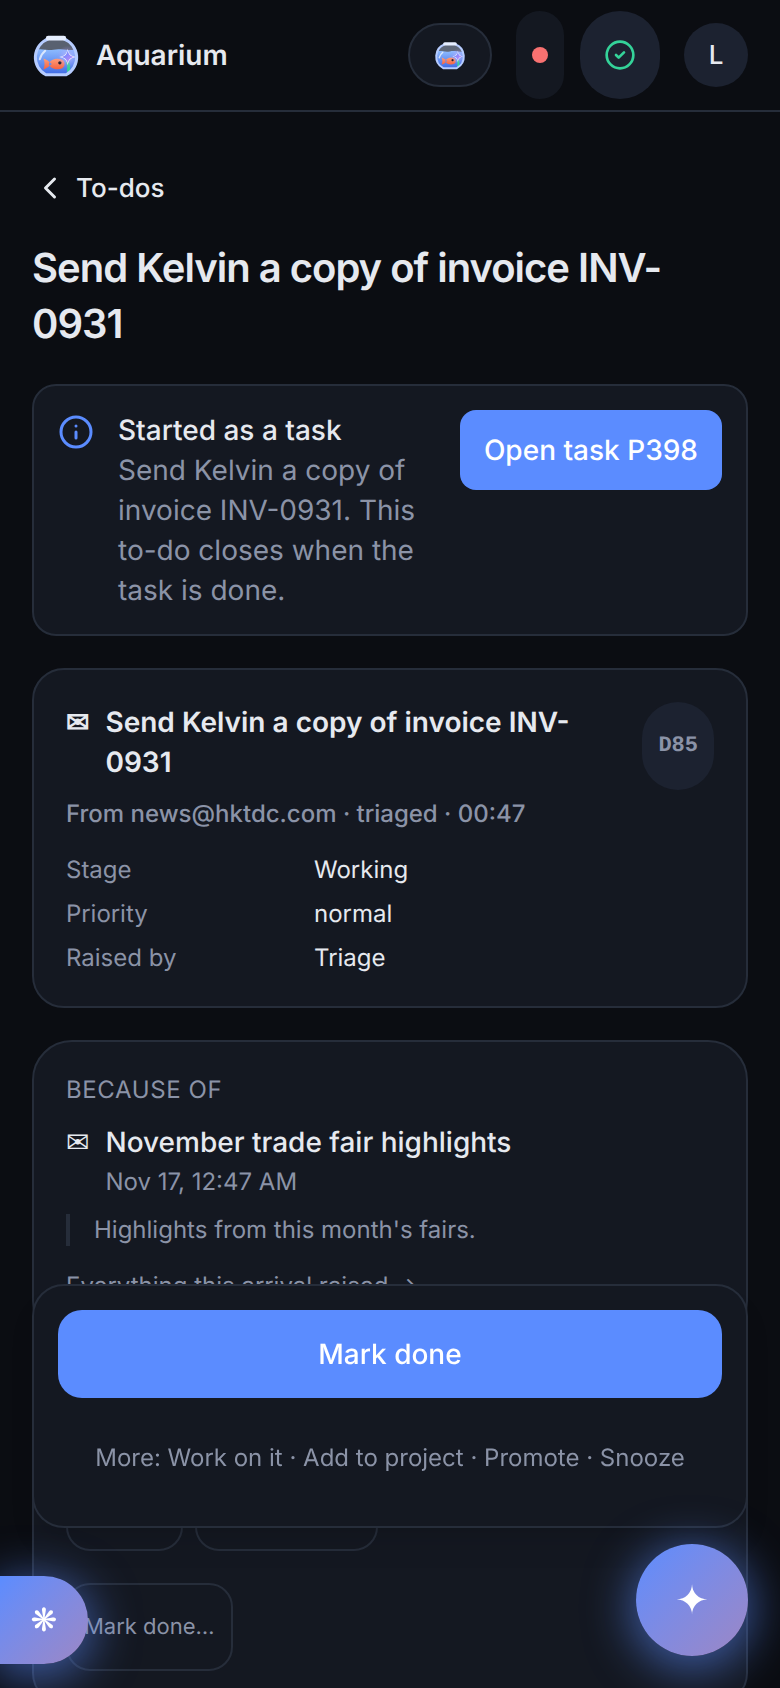 Aquarium
L
To-dos
Send Kelvin a copy of invoice INV-
0931
Started as a task
Send Kelvin a copy of
invoice INV-0931. This
to-do closes when the
task is done.
Open task P398
✉ Send Kelvin a copy of invoice INV-
0931
D85
From news@hktdc.com · triaged · 00:47
Stage Working
Priority normal
Raised by Triage
BECAUSE OF
✉ November trade fair highlights
Nov 17, 12:47 AM
Highlights from this month's fairs.
Everything this arrival raised →
Mark done
More: Work on it · Add to project · Promote · Snooze
Mark done...